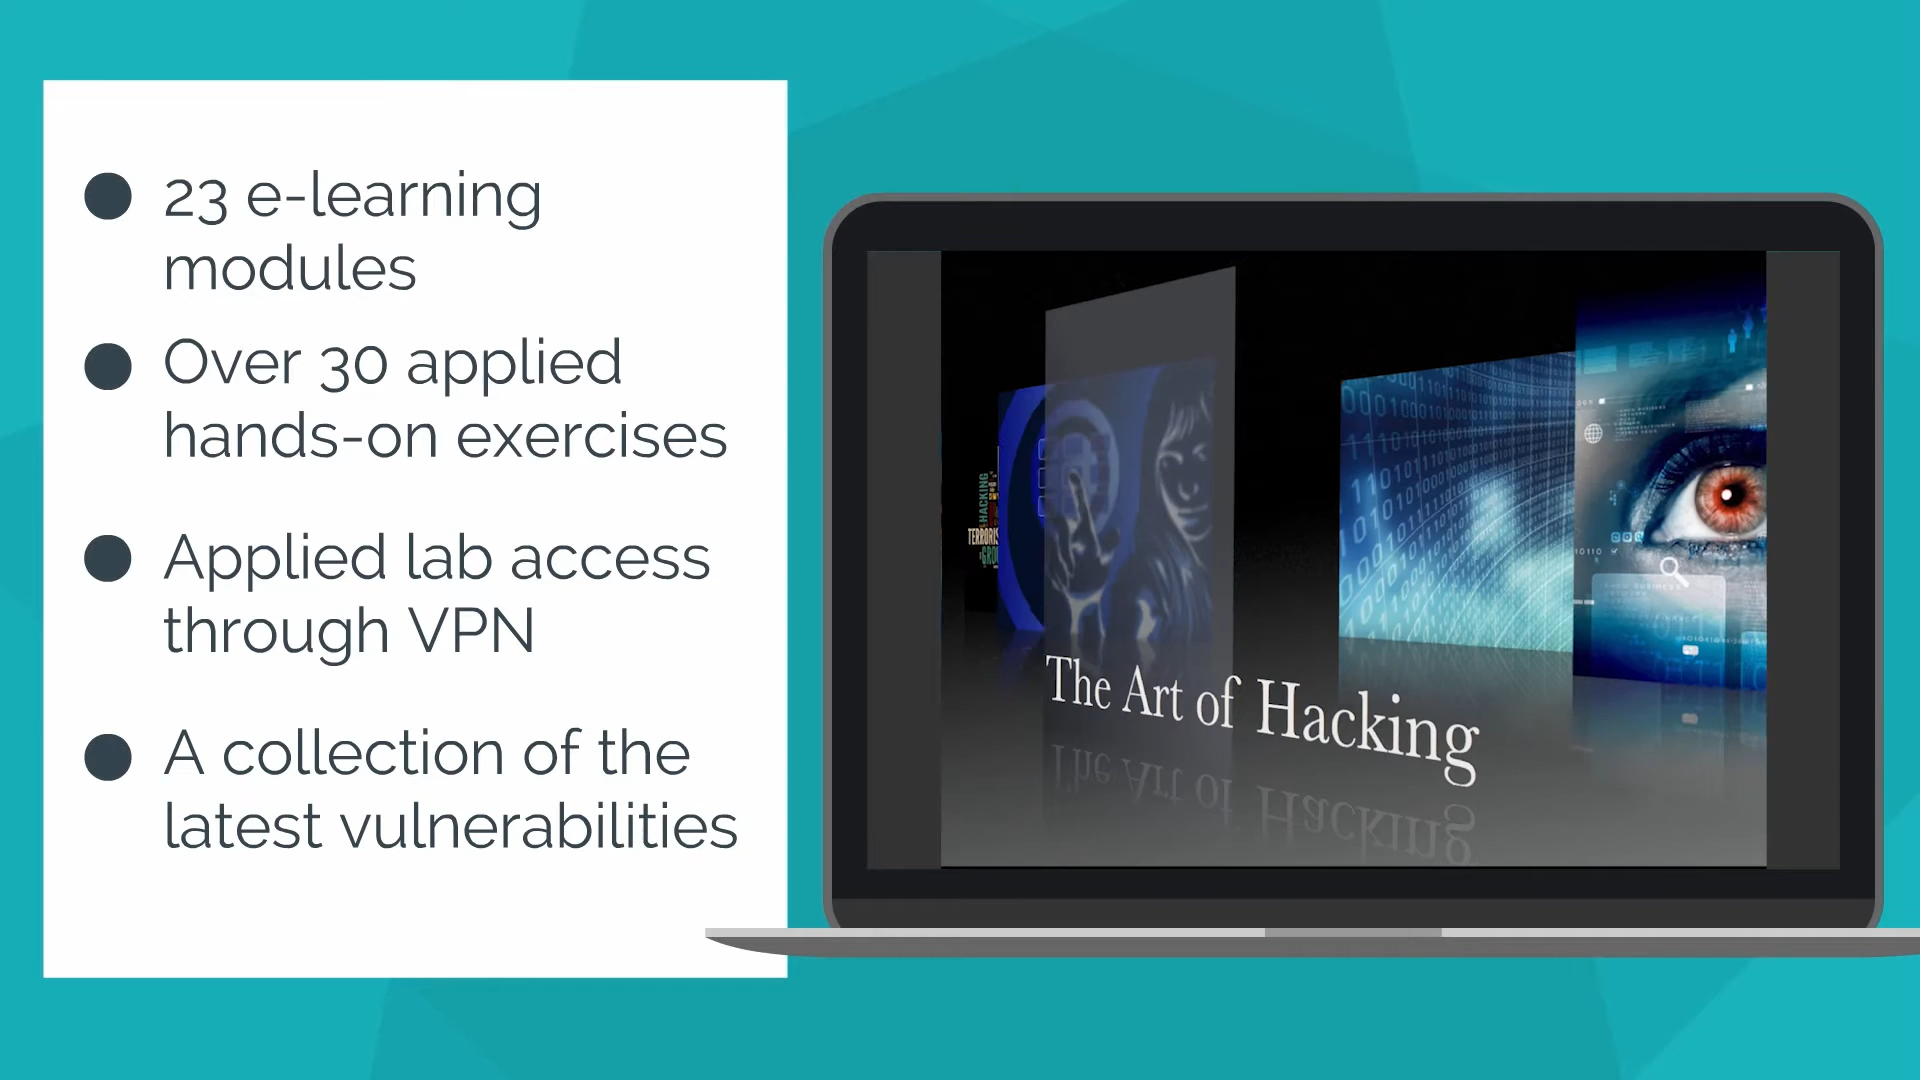 23 e-learning
modules
Over 30 applied
hands-on exercises
Applied lab access
through VPN
A collection of the
latest vulnerabilities
HACKING
The Art of Hacking